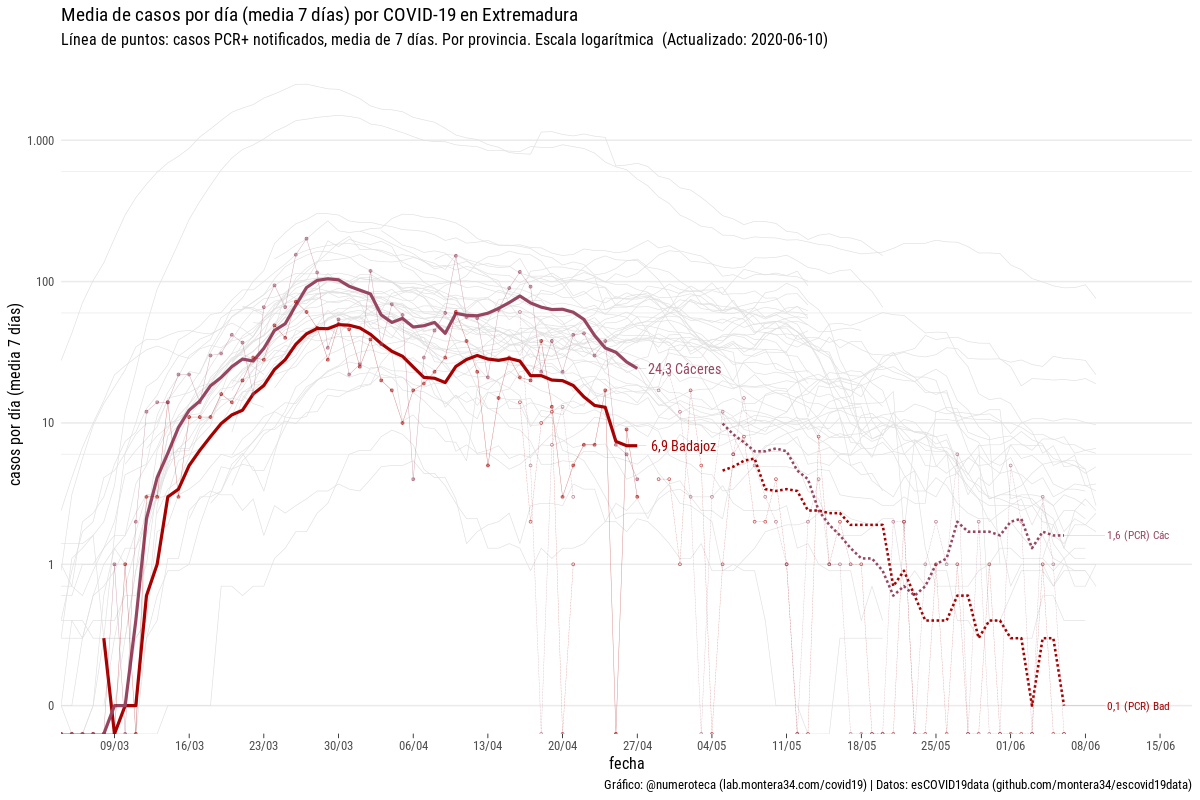 Media de casos por día (media 7 días) por COVID-19 en Extremadura
Línea de puntos: casos PCR+ notificados, media de 7 días. Por provincia. Escala logarítmica (Actualizado: 2020-06-10)
casos por día (media 7 días)
1.000
100
10
1
0
24,3 Cáceres
6,9 Badajoz
1,6 (PCR) Các
0,1 (PCR) Bad
09/03 16/03 23/03 30/03 06/04 13/04 20/04 27/04 04/05 11/05 18/05 25/05 01/06 08/06 15/06
fecha
Gráfico: @numeroteca (lab.montera34.com/covid19) | Datos: esCOVID19data (github.com/montera34/escovid19data)